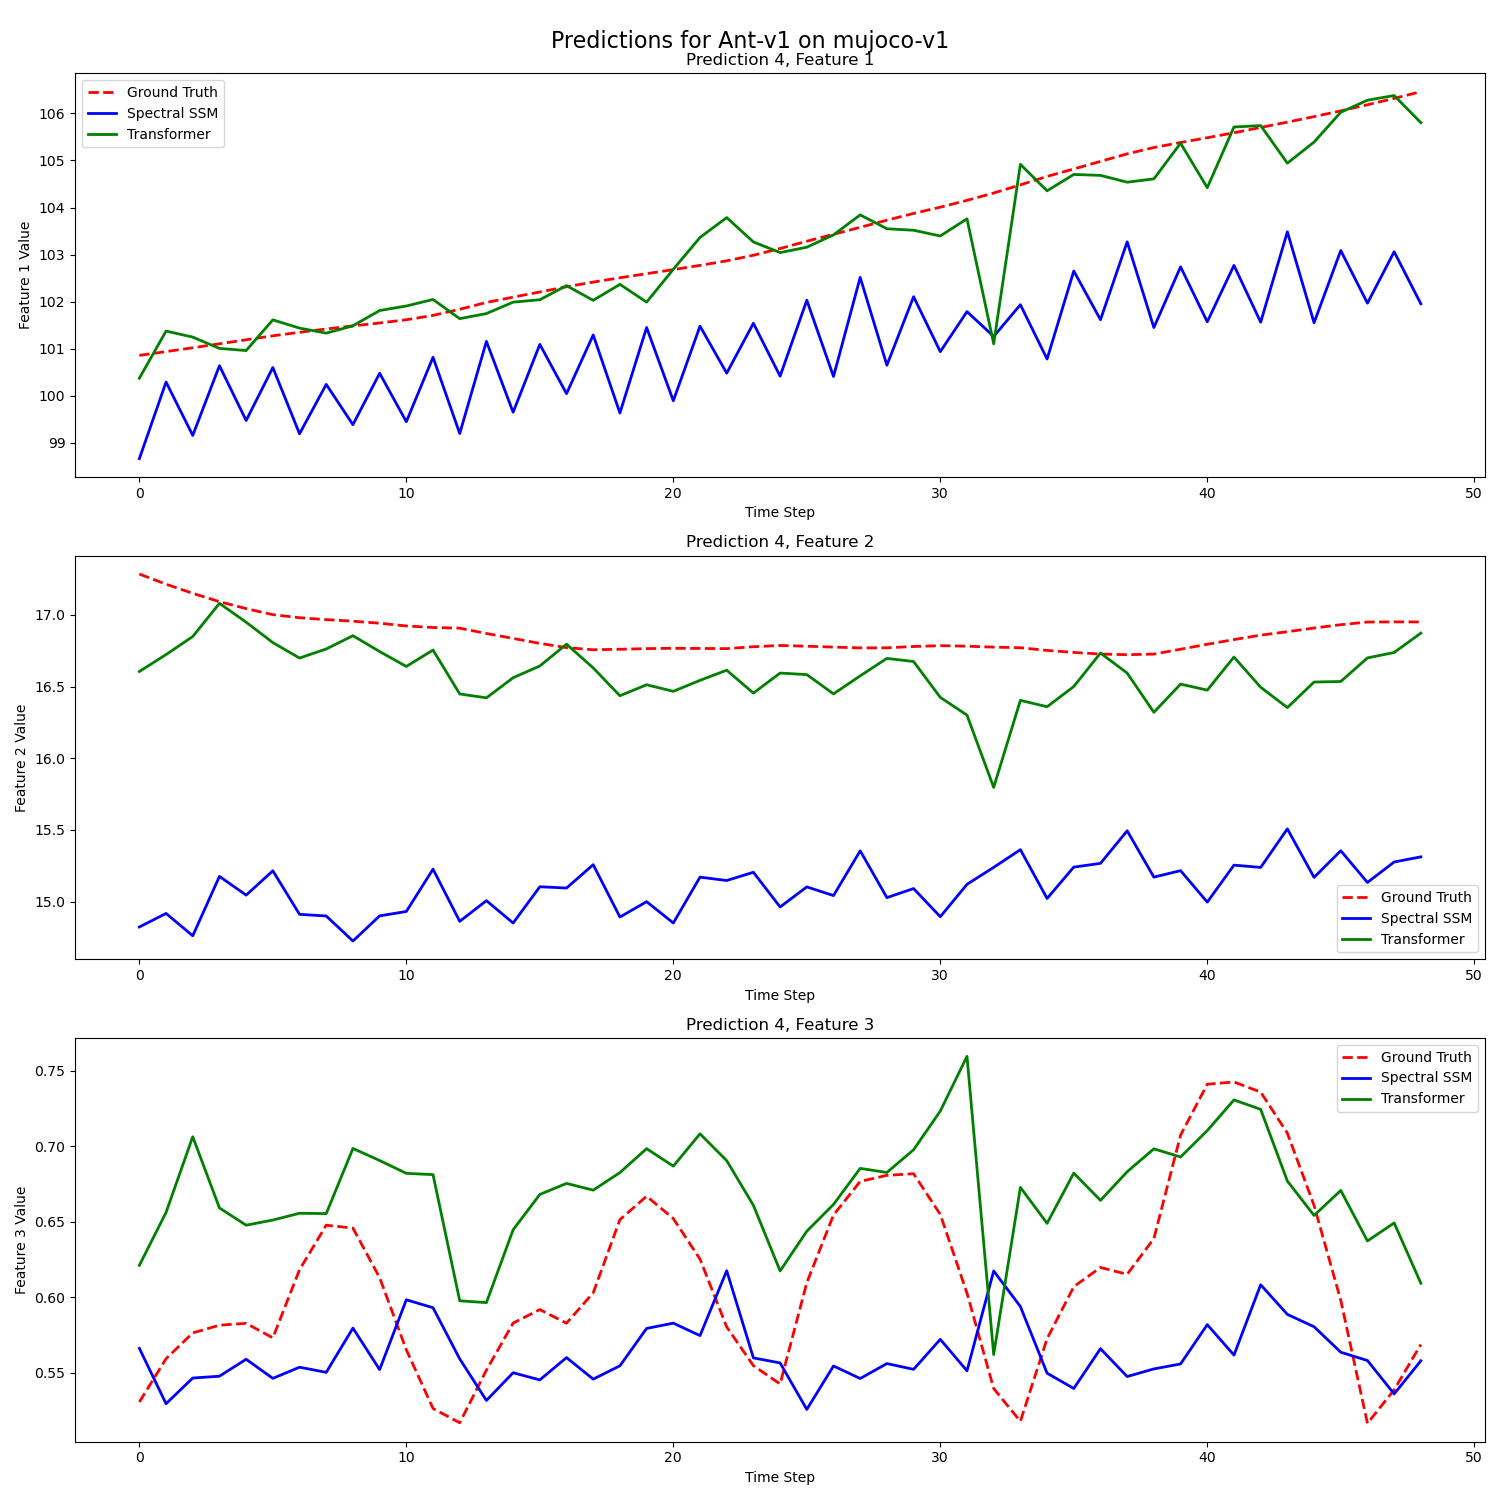 Predictions for Ant-v1 on mujoco-v1
Prediction 4, Feature 1
Ground Truth
Spectral SSM
Transformer
106
105
104
103
102
101
100
99
Feature 1 Value
0 10 20 30 40 50
Time Step
Prediction 4, Feature 2
17.0
16.5
16.0
15.5
15.0
Feature 2 Value
Ground Truth
Spectral SSM
Transformer
0 10 20 30 40 50
Time Step
Prediction 4, Feature 3
Ground Truth
Spectral SSM
Transformer
0.75
0.70
0.65
0.60
0.55
Feature 3 Value
0 10 20 30 40 50
Time Step